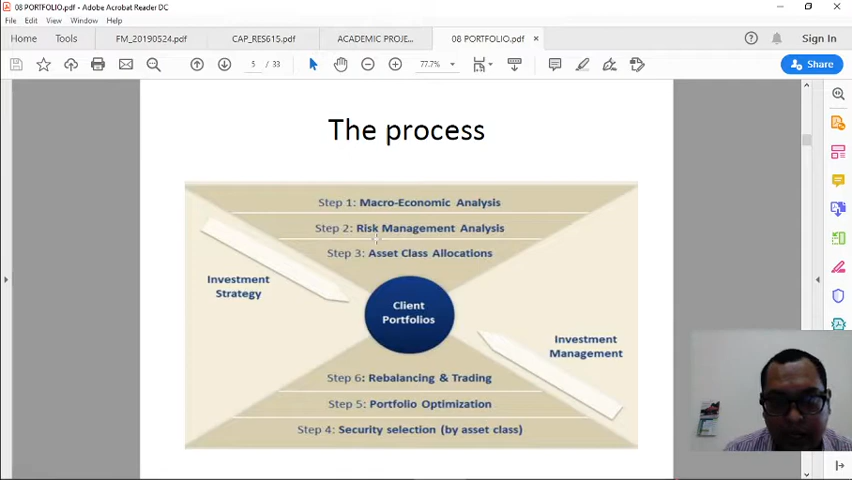 08 PORTFOLIO.pdf - Adobe Acrobat Reader DC
File Edit View Window Help
Home Tools FM_20190524.pdf CAP_RES615.pdf ACADEMIC PROJE... 08 PORTFOLIO.pdf × Sign In
5 / 33 77.7% Share
The process
Step 1: Macro-Economic Analysis
Step 2: Risk Management Analysis
Step 3: Asset Class Allocations
Investment
Strategy
Client
Portfolios
Investment
Management
Step 6: Rebalancing & Trading
Step 5: Portfolio Optimization
Step 4: Security selection (by asset class)